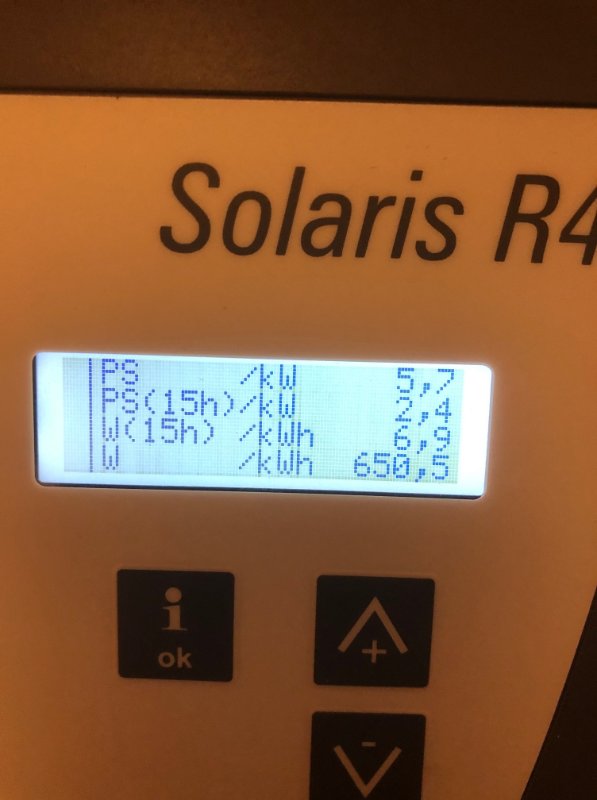 Solaris R4
PS /kW 5,7
PS(15h)/kW 2,4
W(15h) /kWh 6,9
W /kWh 650,5
i
ok
+
-